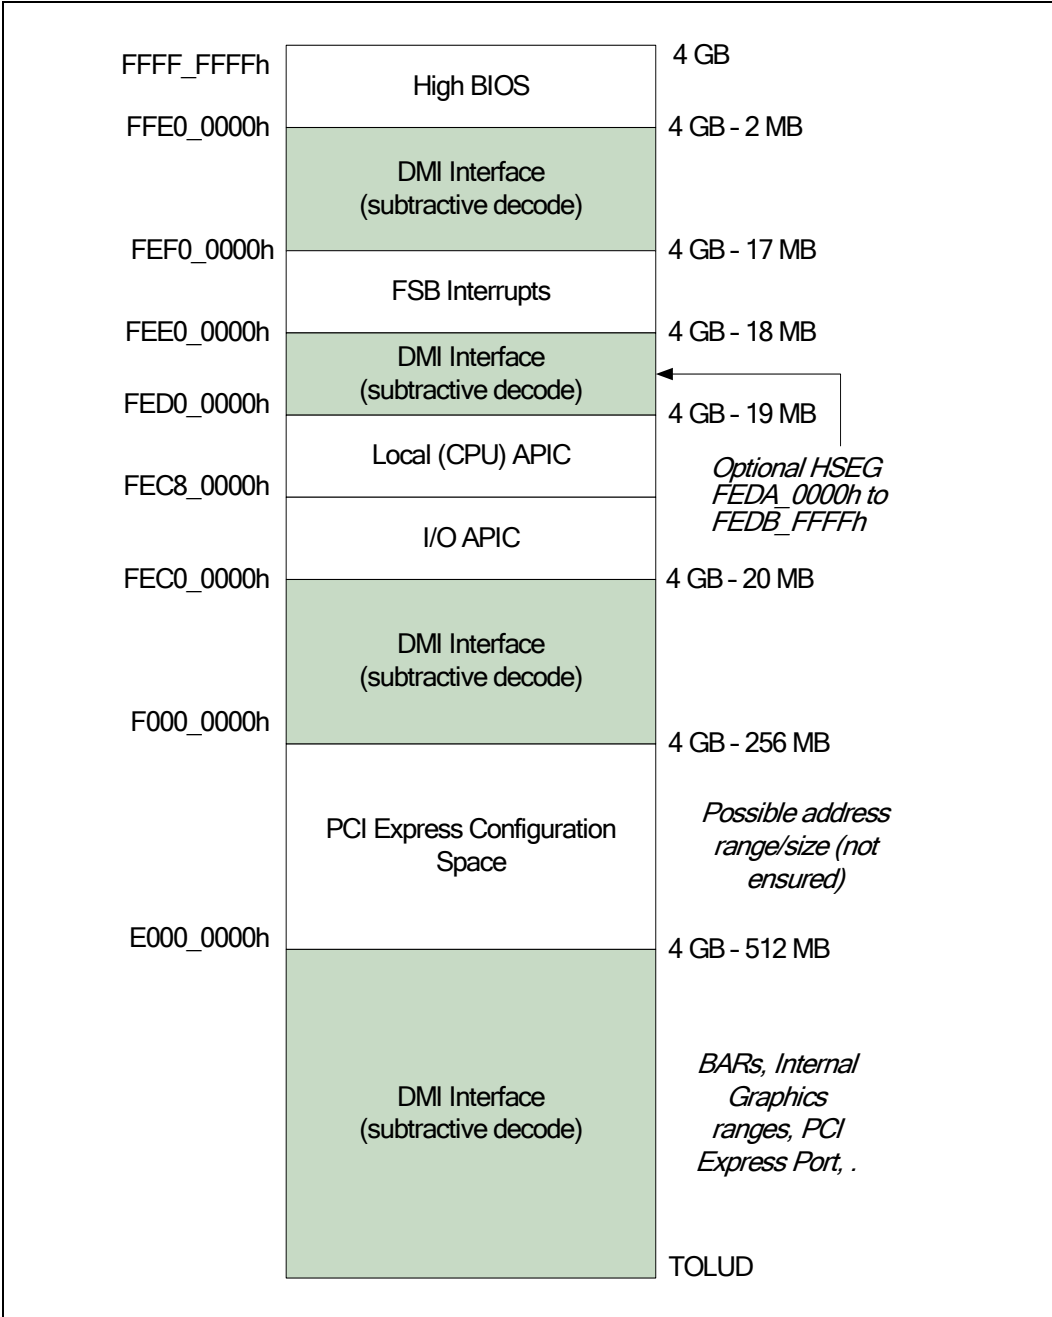 FFFF_FFFFh
4 GB
High BIOS
FFE0_0000h
4 GB - 2 MB
DMI Interface
(subtractive decode)
FEF0_0000h
4 GB - 17 MB
FSB Interrupts
FEE0_0000h
4 GB - 18 MB
DMI Interface
(subtractive decode)
FED0_0000h
4 GB - 19 MB
Local (CPU) APIC
Optional HSEG
FEDA_0000h to
FEDB_FFFFh
FEC8_0000h
I/O APIC
FEC0_0000h
4 GB - 20 MB
DMI Interface
(subtractive decode)
F000_0000h
4 GB - 256 MB
PCI Express Configuration
Space
Possible address
range/size (not
ensured)
E000_0000h
4 GB - 512 MB
DMI Interface
(subtractive decode)
BARs, Internal
Graphics
ranges, PCI
Express Port, .
TOLUD